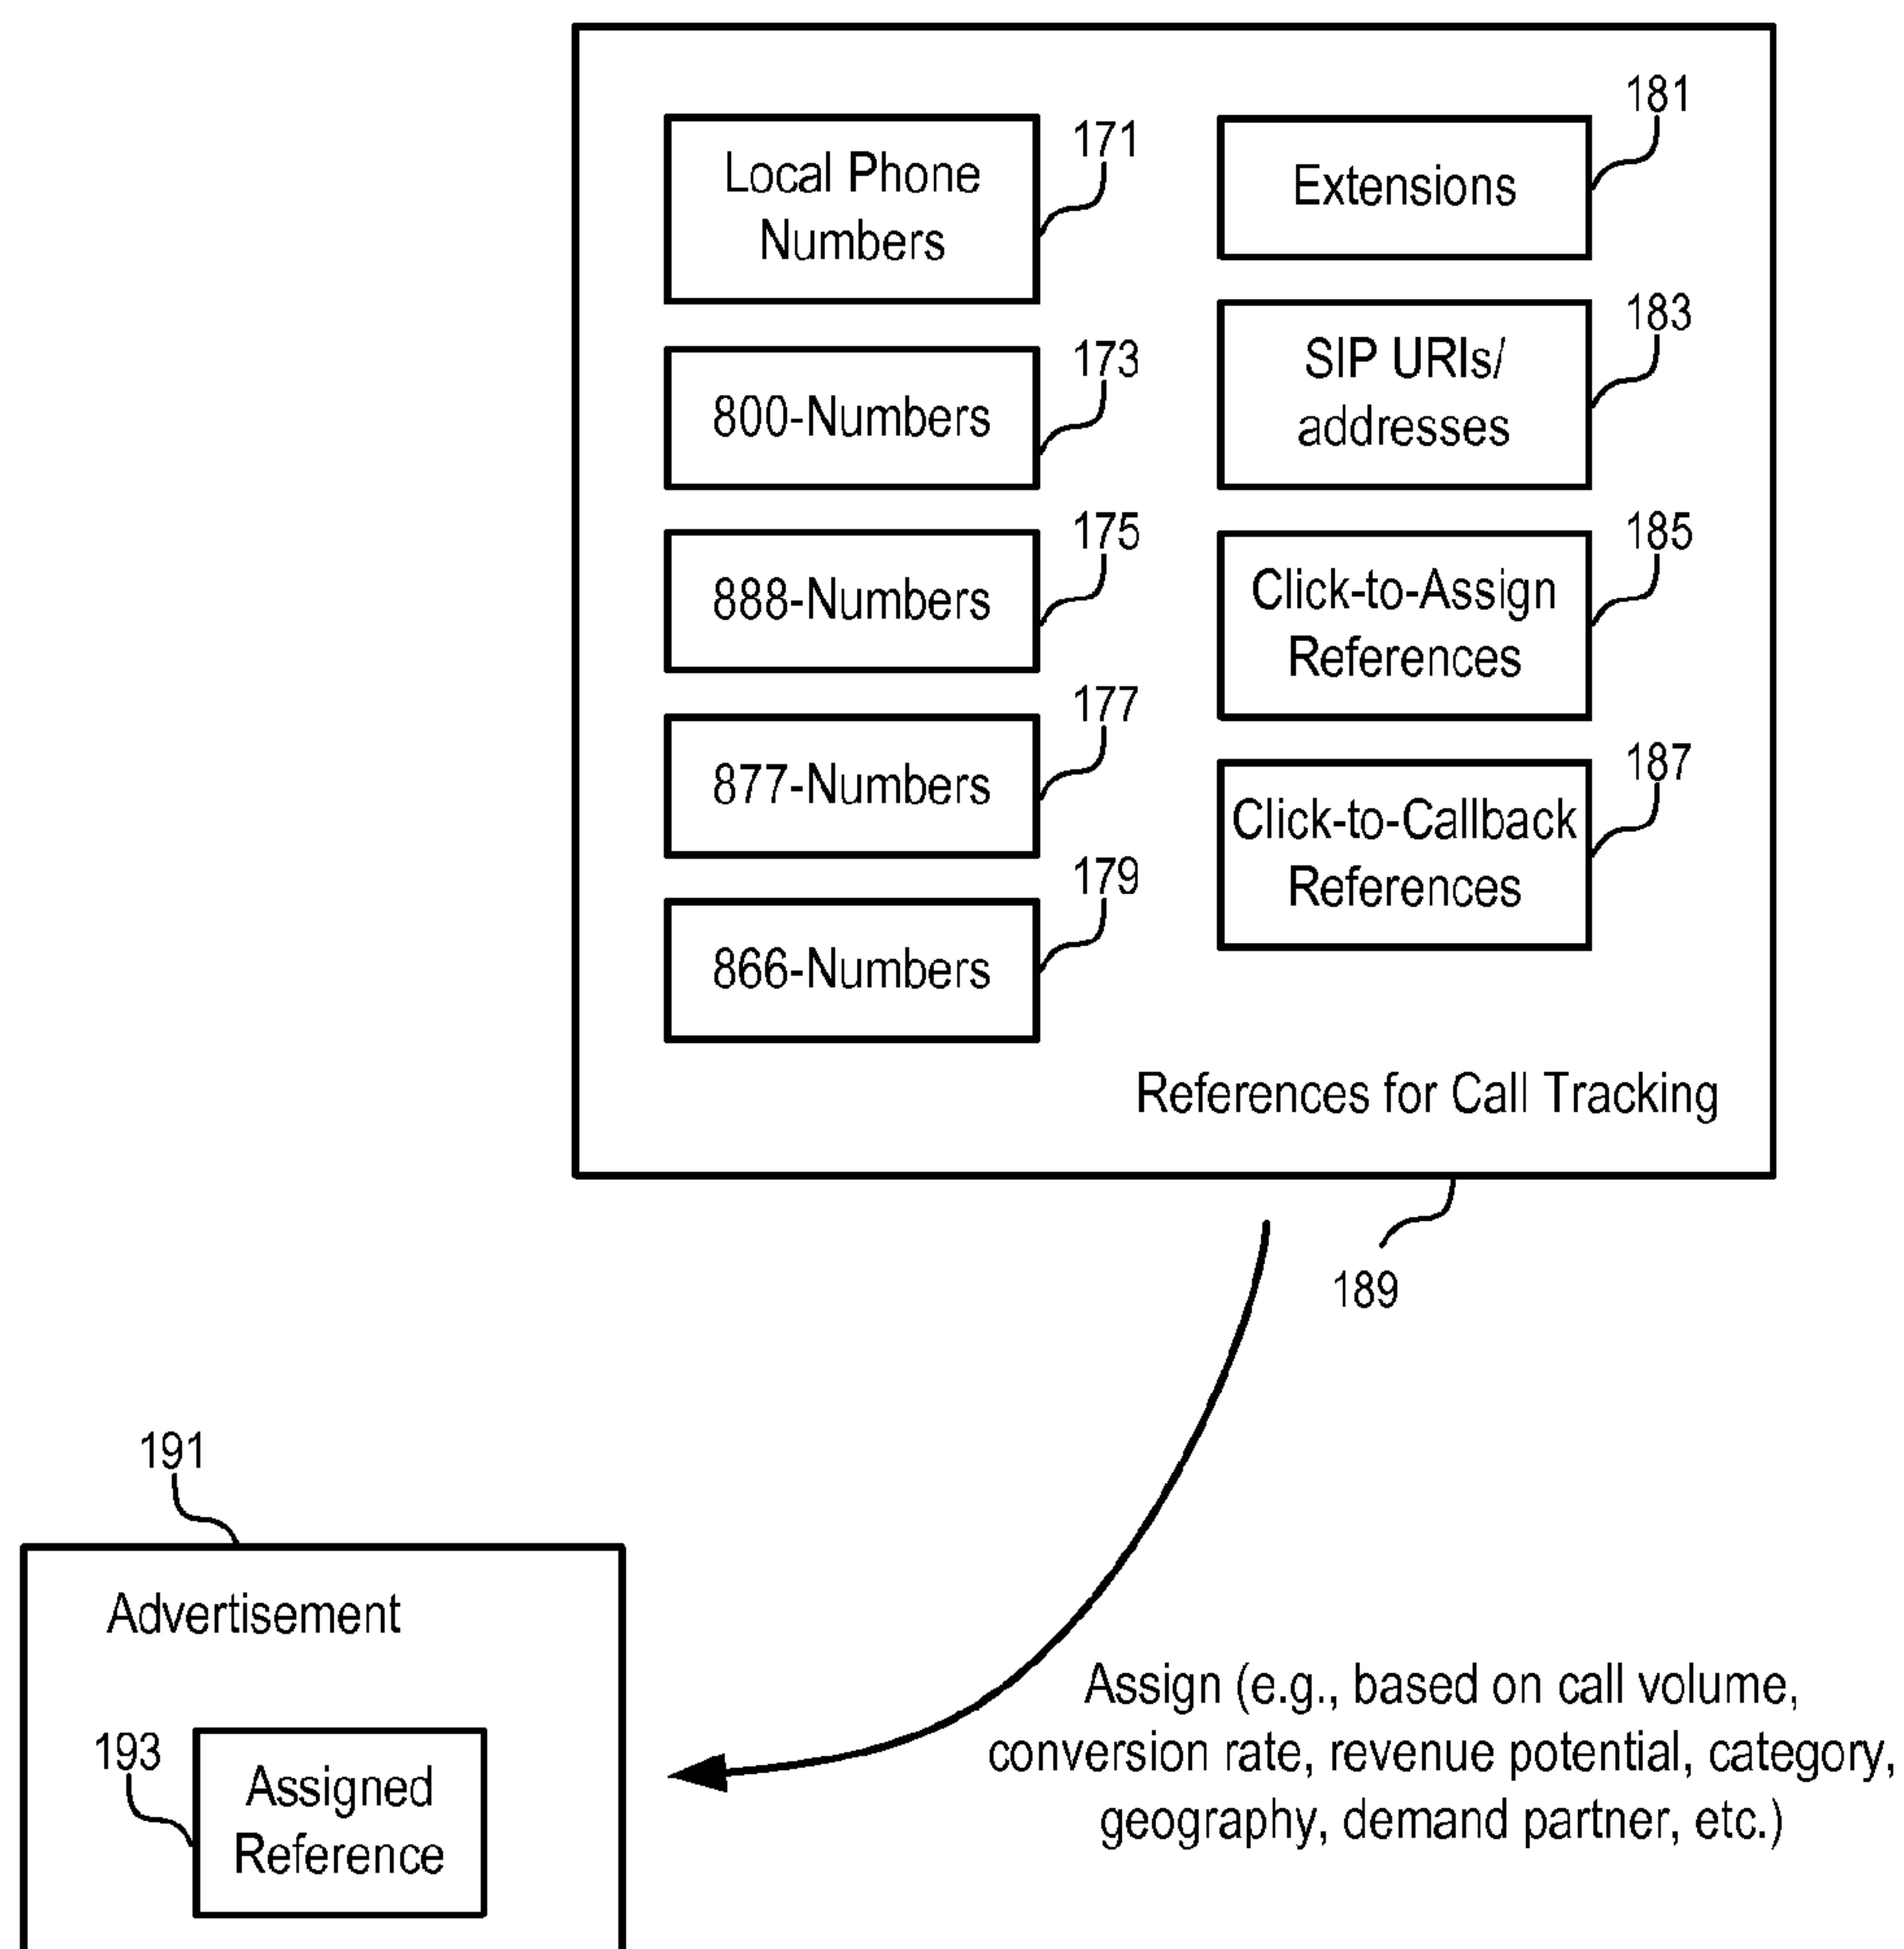 171
Local Phone
Numbers
173
800-Numbers
175
888-Numbers
177
877-Numbers
179
866-Numbers
181
Extensions
183
SIP URIs/
addresses
185
Click-to-Assign
References
187
Click-to-Callback
References
References for Call Tracking
189
191
Advertisement
193
Assigned
Reference
Assign (e.g., based on call volume,
conversion rate, revenue potential, category,
geography, demand partner, etc.)